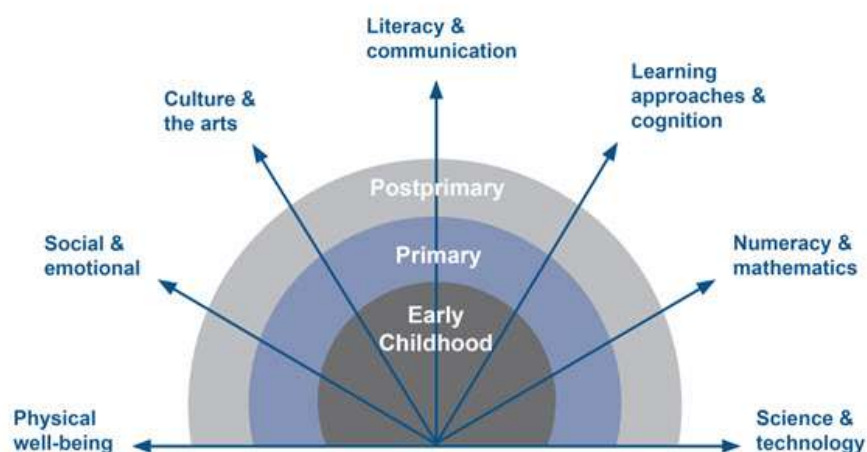 Literacy &
communication
Culture &
the arts
Learning
approaches &
cognition
Postprimary
Social &
emotional
Primary
Numeracy &
mathematics
Early
Childhood
Physical
well-being
Science &
technology